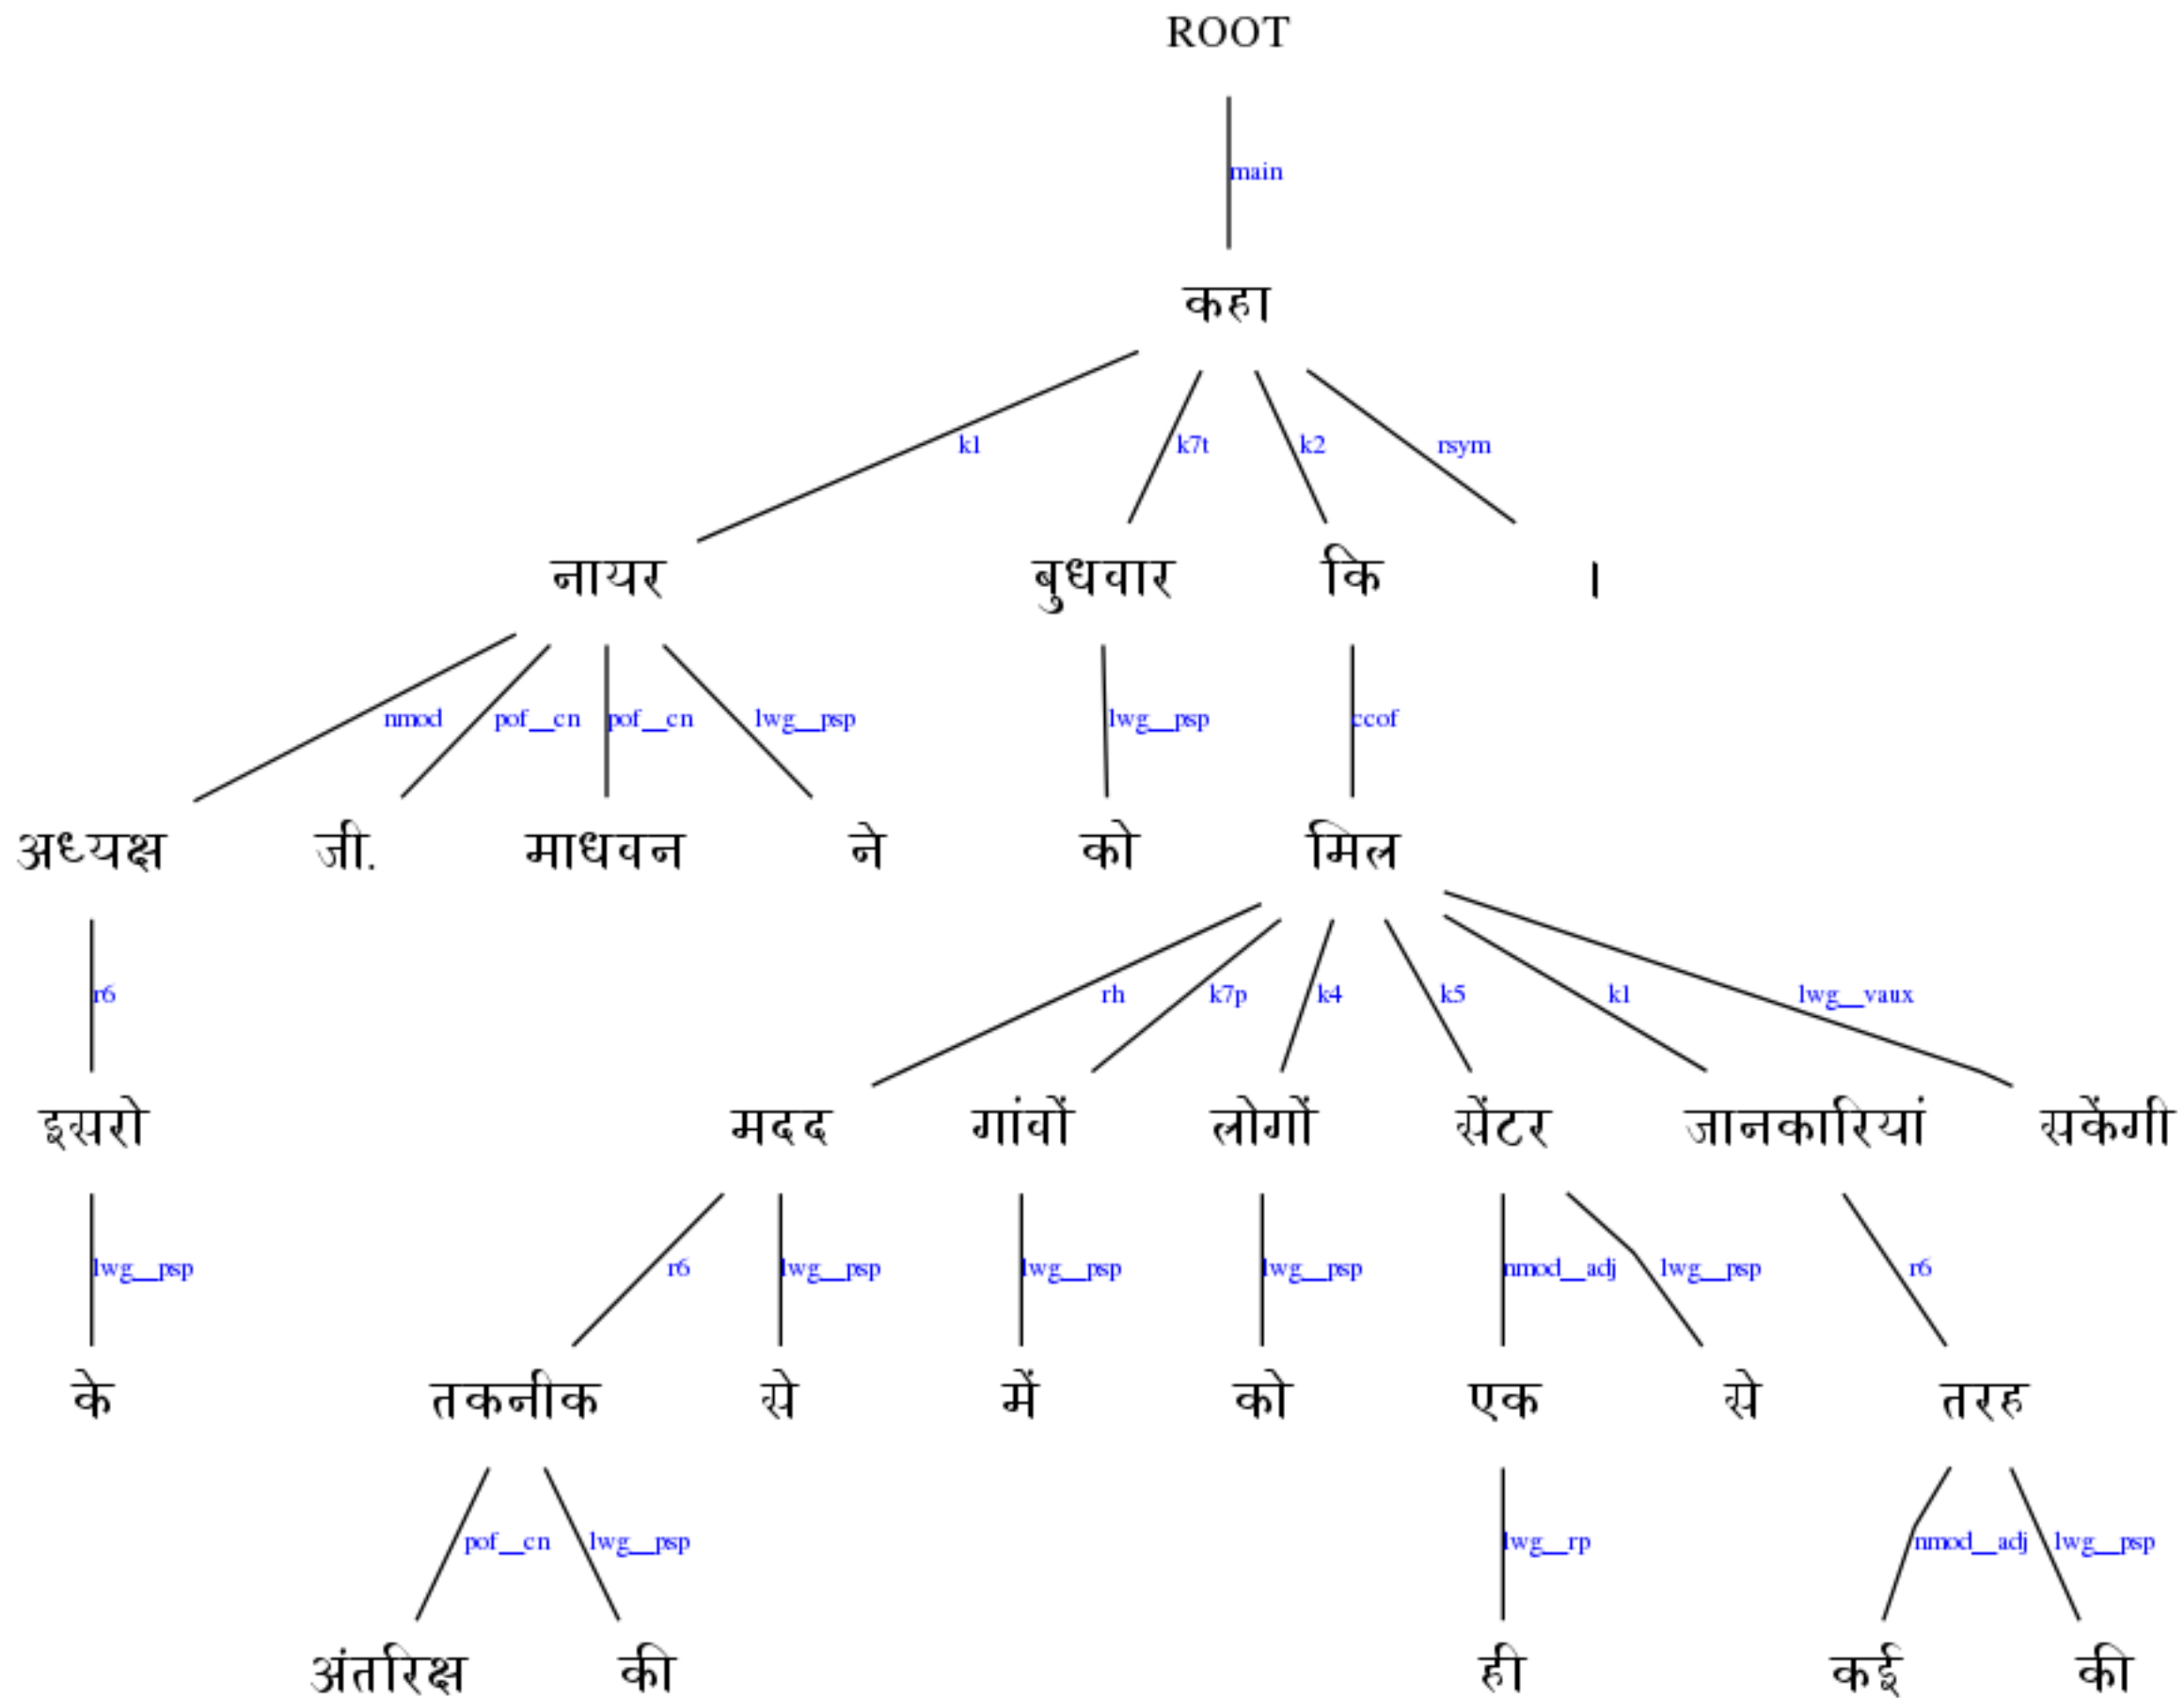 ROOT
main
कहा
k1 k7t k2 rsym
नायर बुधवार कि ।
nmod pof__cn pof__cn lwg__psp lwg__psp ccof
अध्यक्ष जी. माधवन ने को मिल
r6 rh k7p k4 k5 k1 lwg__vaux
इसरो मदद गांवों लोगों सेंटर जानकारियां सकेंगी
lwg__psp r6 lwg__psp lwg__psp lwg__psp nmod__adj lwg__psp r6
के तकनीक से में को एक से तरह
pof__cn lwg__psp lwg__rp nmod__adj lwg__psp
अंतरिक्ष की ही कई की